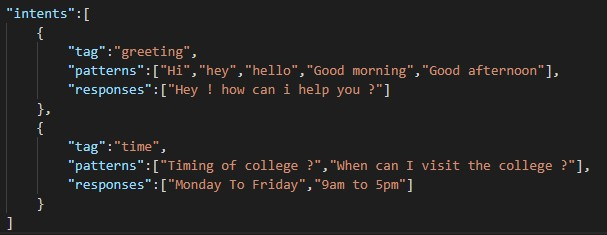 "intents":[
{
"tag":"greeting",
"patterns":["Hi","hey","hello","Good morning","Good afternoon"],
"responses":["Hey ! how can i help you ?"]
},
{
"tag":"time",
"patterns":["Timing of college ?","When can I visit the college ?"],
"responses":["Monday To Friday","9am to 5pm"]
}
]